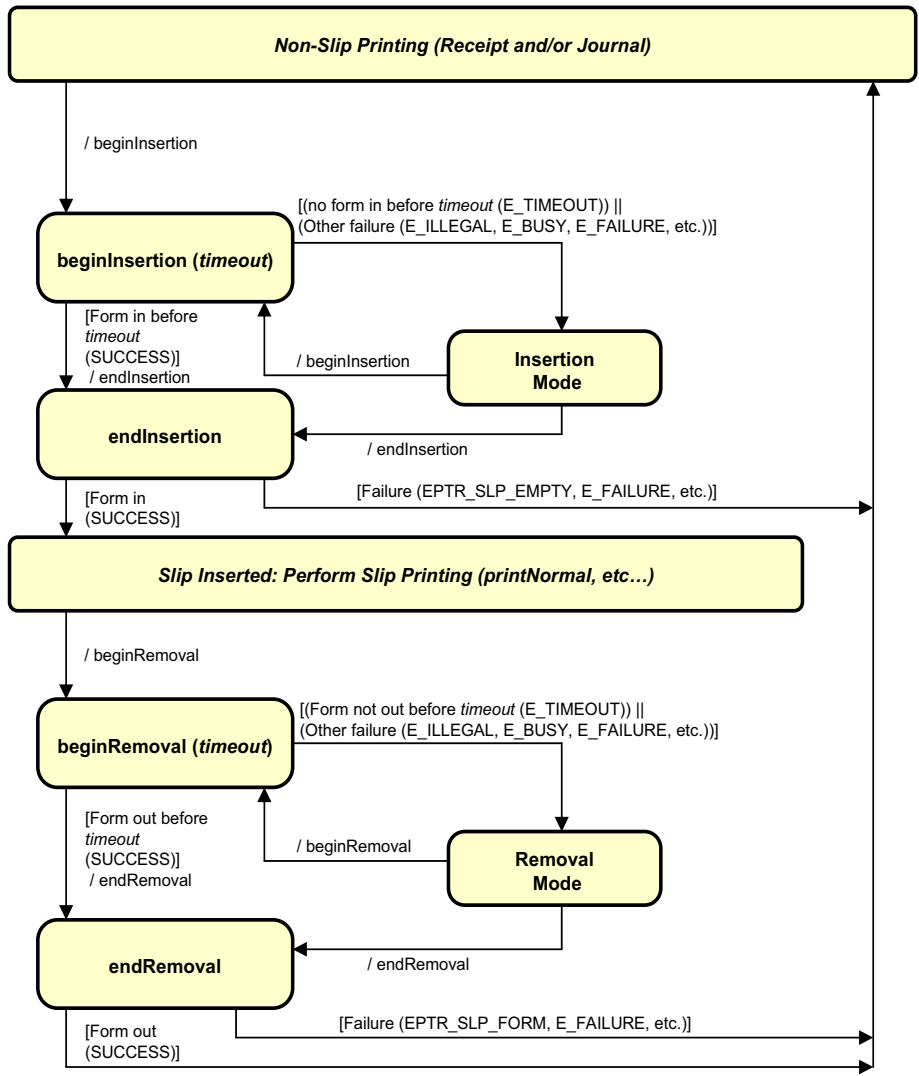 Non-Slip Printing (Receipt and/or Journal)
/ beginInsertion
[(no form in before timeout (E_TIMEOUT)) ||
(Other failure (E_ILLEGAL, E_BUSY, E_FAILURE, etc.))]
beginInsertion (timeout)
[Form in before
timeout
(SUCCESS)]
/ endInsertion
/ beginInsertion
Insertion
Mode
endInsertion
/ endInsertion
[Form in
(SUCCESS)]
[Failure (EPTR_SLP_EMPTY, E_FAILURE, etc.)]
Slip Inserted: Perform Slip Printing (printNormal, etc…)
/ beginRemoval
[(Form not out before timeout (E_TIMEOUT)) ||
(Other failure (E_ILLEGAL, E_BUSY, E_FAILURE, etc.))]
beginRemoval (timeout)
[Form out before
timeout
(SUCCESS)]
/ endRemoval
/ beginRemoval
Removal
Mode
endRemoval
/ endRemoval
[Form out
(SUCCESS)]
[Failure (EPTR_SLP_FORM, E_FAILURE, etc.)]